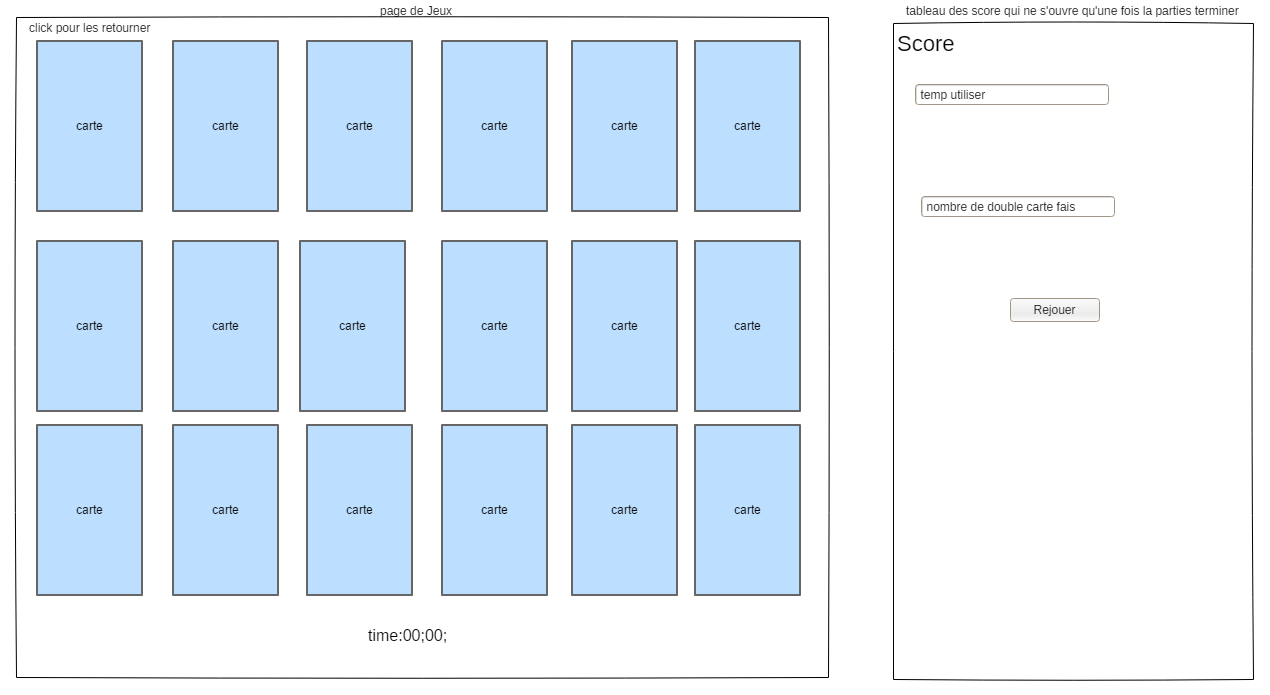 page de Jeux
click pour les retourner
carte carte carte carte carte carte
carte carte carte carte carte carte
carte carte carte carte carte carte
time:00;00;
tableau des score qui ne s'ouvre qu'une fois la parties terminer
Score
temp utiliser
nombre de double carte fais
Rejouer